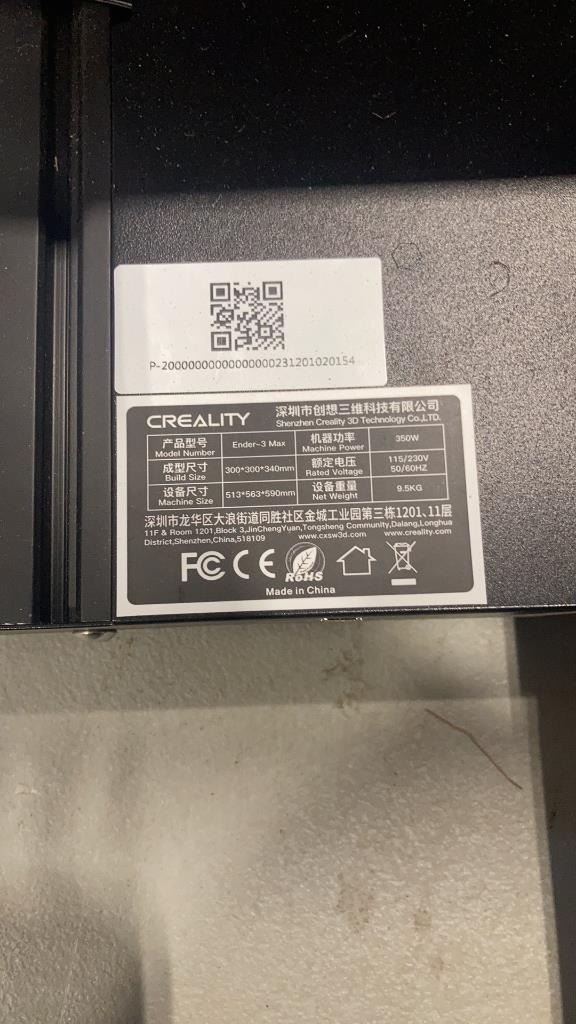 P-20000000000000000231201020154
CREALITY
深圳市创想三维科技有限公司
Shenzhen Creality 3D Technology Co.,LTD.
产品型号 Ender-3 Max 机器功率 350W
Model Number Machine Power
成型尺寸 300*300*340mm 额定电压 115/230V
Build Size Rated Voltage 50/60HZ
设备尺寸 513*563*590mm 设备重量 9.5KG
Machine Size Net Weight
深圳市龙华区大浪街道同胜社区金城工业园第三栋1201、11层
11F & Room 1201,Block 3,JinChengYuan,Tongsheng Community,Dalang,Longhua
District,Shenzhen,China,518109 www.cxsw3d.com www.creality.com
FC CE RoHS
Made in China